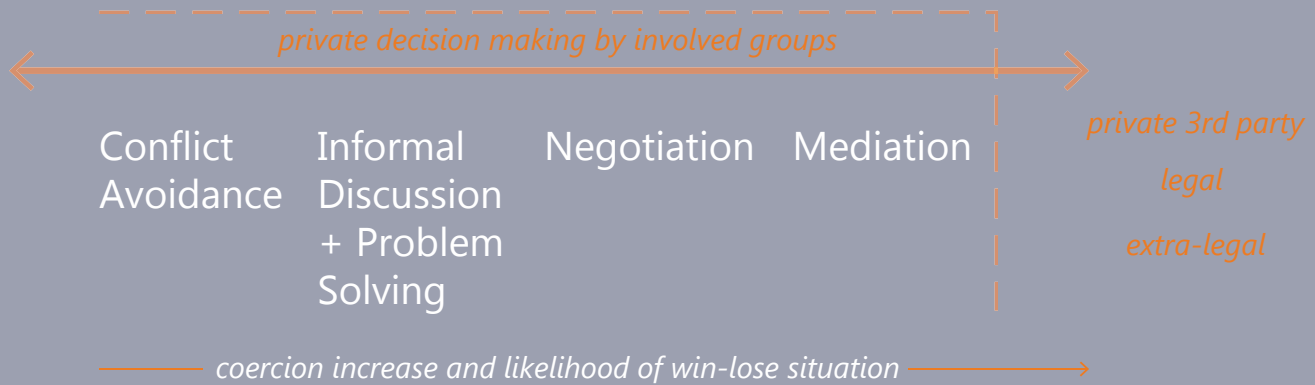 private decision making by involved groups
Conflict
Avoidance
Informal
Discussion
+ Problem
Solving
Negotiation
Mediation
private 3rd party
legal
extra-legal
coercion increase and likelihood of win-lose situation